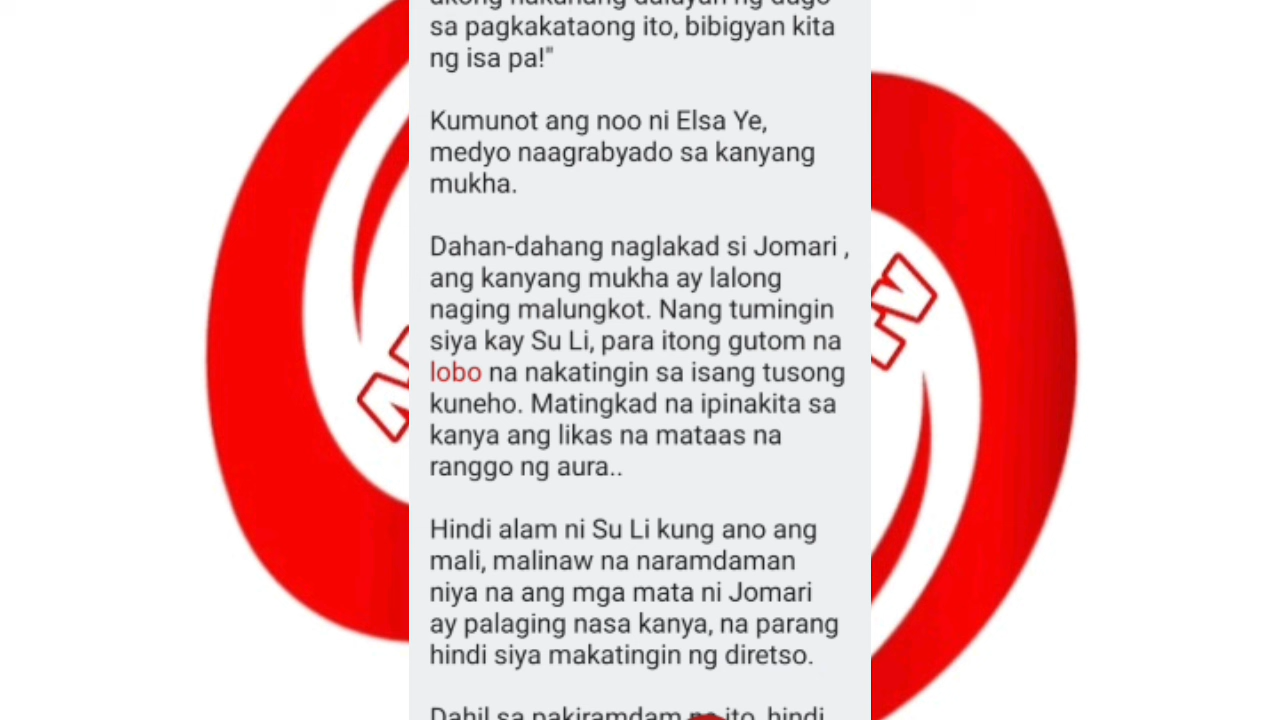 sa pagkakataong ito, bibigyan kita
ng isa pa!"
Kumunot ang noo ni Elsa Ye,
medyo naagrabyado sa kanyang
mukha.
Dahan-dahang naglakad si Jomari ,
ang kanyang mukha ay lalong
naging malungkot. Nang tumingin
siya kay Su Li, para itong gutom na
lobo na nakatingin sa isang tusong
kuneho. Matingkad na ipinakita sa
kanya ang likas na mataas na
ranggo ng aura..
Hindi alam ni Su Li kung ano ang
mali, malinaw na naramdaman
niya na ang mga mata ni Jomari
ay palaging nasa kanya, na parang
hindi siya makatingin ng diretso.
Dahil sa pakiramdam na ito, hindi
TV